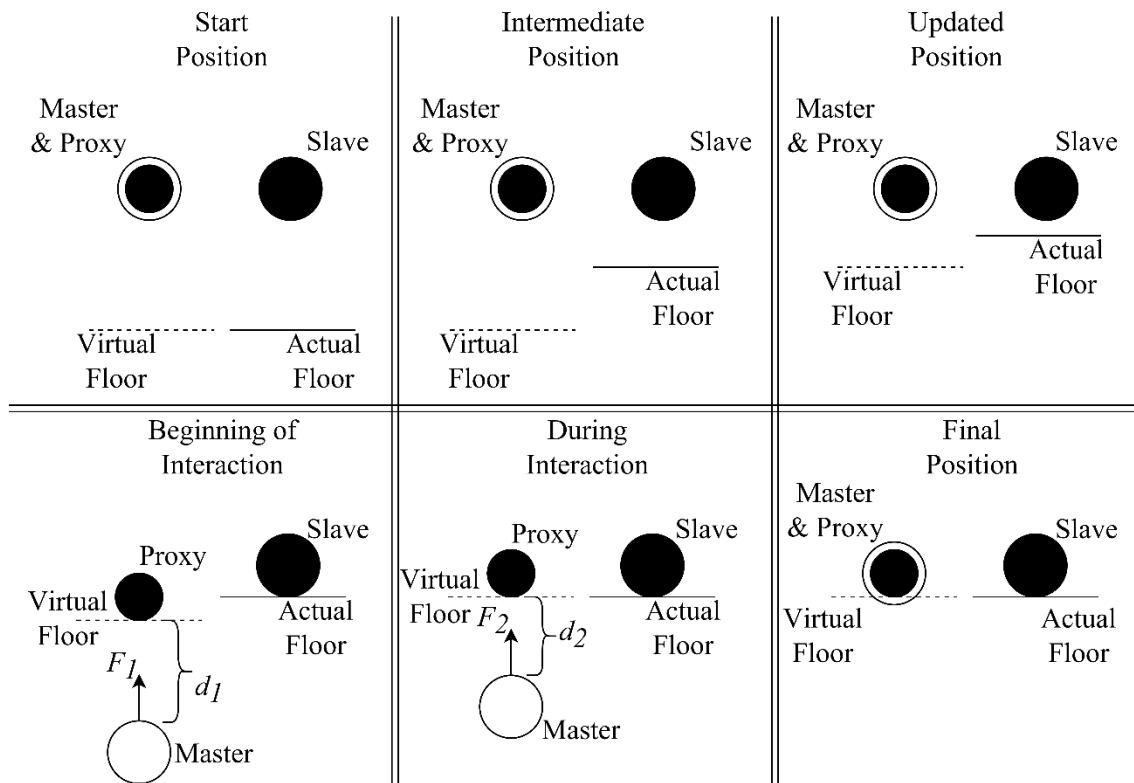 Start
Position
Master
& Proxy
Slave
Virtual
Floor
Actual
Floor
Intermediate
Position
Master
& Proxy
Slave
Actual
Floor
Virtual
Floor
Updated
Position
Master
& Proxy
Slave
Actual
Floor
Virtual
Floor
Beginning of
Interaction
Slave
Proxy
Virtual
Floor
Actual
Floor
F1
d1
Master
During
Interaction
Proxy
Slave
Virtual
Floor
F2
d2
Actual
Floor
Master
Final
Position
Master
& Proxy
Slave
Virtual
Floor
Actual
Floor